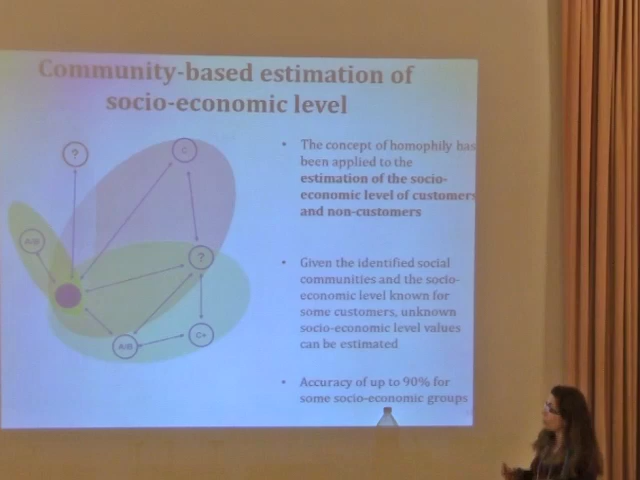 Community-based estimation of
socio-economic level
?
C
A/B
?
A/B
C+
• The concept of homophily has
been applied to the
estimation of the socio-
economic level of customers
and non-customers
• Given the identified social
communities and the socio-
economic level known for
some customers, unknown
socio-economic level values
can be estimated
• Accuracy of up to 90% for
some socio-economic groups